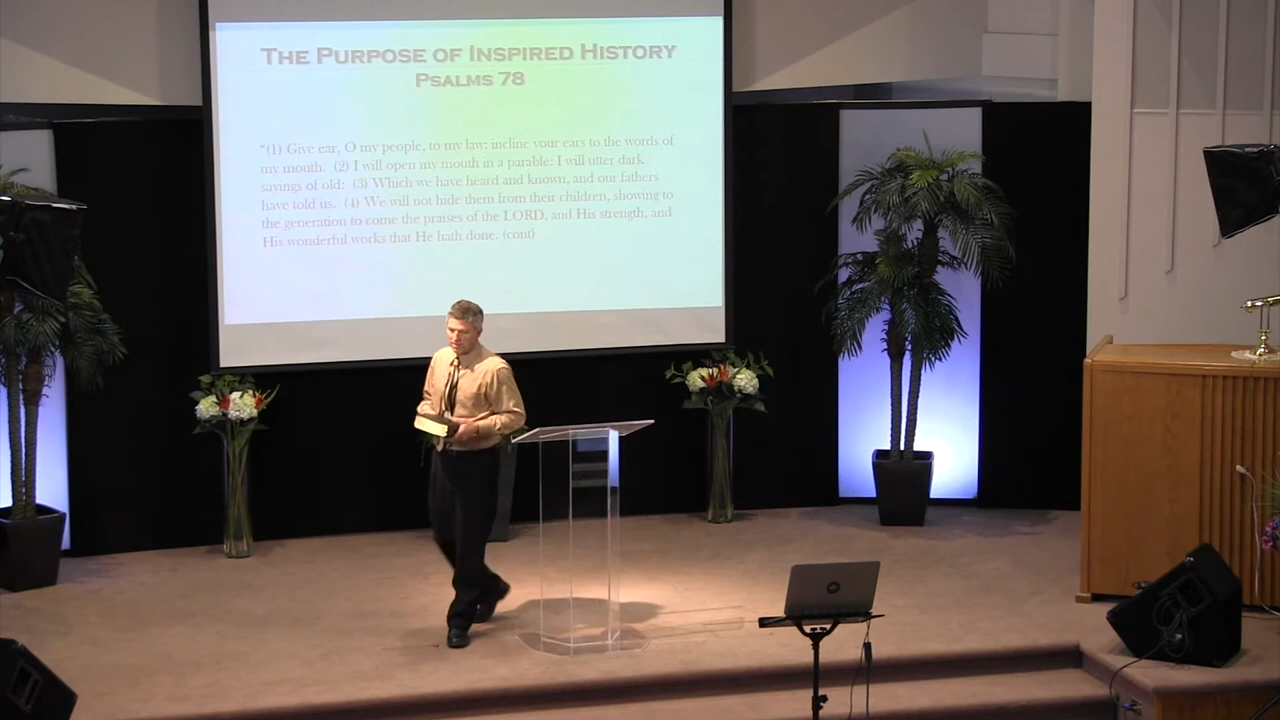 THE PURPOSE OF INSPIRED HISTORY
PSALMS 78
"(1) Give ear, O my people, to my law: incline your ears to the words of
my mouth. (2) I will open my mouth in a parable: I will utter dark
sayings of old: (3) Which we have heard and known, and our fathers
have told us. (4) We will not hide them from their children, showing to
the generation to come the praises of the LORD, and His strength, and
His wonderful works that He hath done. (cont)